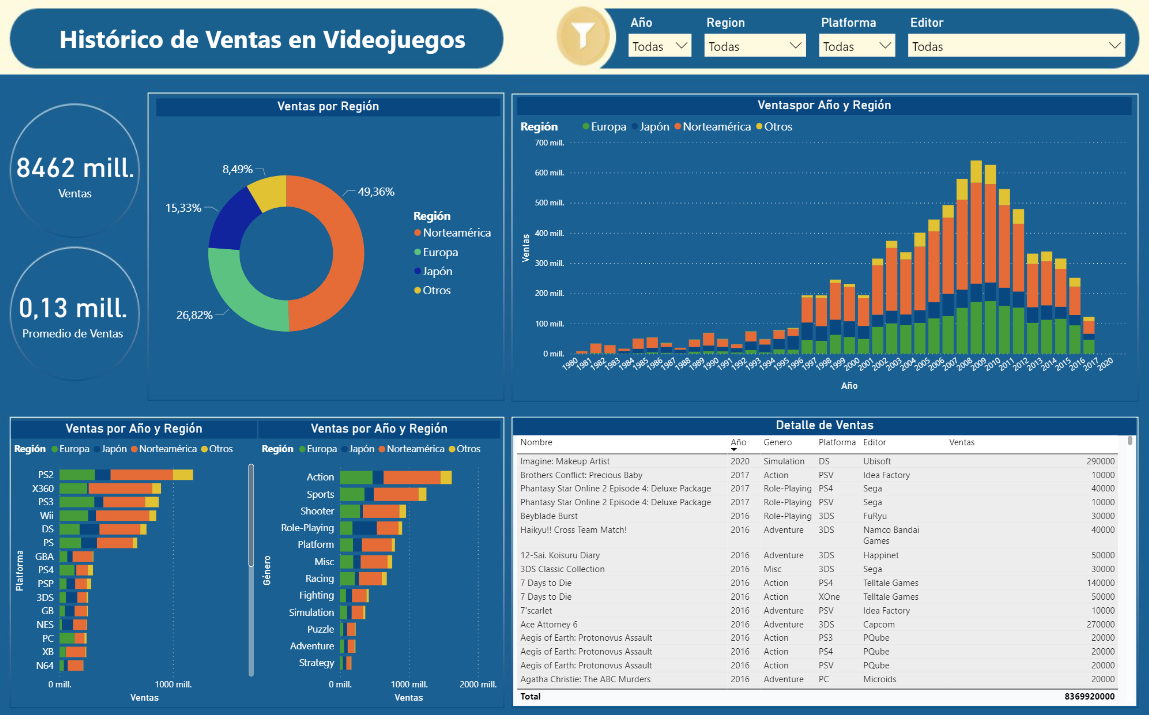 Histórico de Ventas en Videojuegos
Año
Region
Platforma
Editor
Todas
Todas
Todas
Todas
8462 mill.
Ventas
0,13 mill.
Promedio de Ventas
Ventas por Región
8,49%
49,36%
15,33%
26,82%
Región
Norteamérica
Europa
Japón
Otros
Ventaspor Año y Región
Región Europa Japón Norteamérica Otros
700 mill.
600 mill.
500 mill.
400 mill.
300 mill.
200 mill.
100 mill.
0 mill.
Ventas
1980 1981 1982 1983 1984 1985 1986 1987 1988 1989 1990 1991 1992 1993 1994 1995 1996 1997 1998 1999 2000 2001 2002 2003 2004 2005 2006 2007 2008 2009 2010 2011 2012 2013 2014 2015 2016 2017 2020
Año
Ventas por Año y Región
Región Europa Japón Norteamérica Otros
Platforma
PS2
X360
PS3
Wii
DS
PS
GBA
PS4
PSP
3DS
GB
NES
PC
XB
N64
0 mill. 1000 mill.
Ventas
Ventas por Año y Región
Región Europa Japón Norteamérica Otros
Género
Action
Sports
Shooter
Role-Playing
Platform
Misc
Racing
Fighting
Simulation
Puzzle
Adventure
Strategy
0 mill. 1000 mill. 2000 mill.
Ventas
Detalle de Ventas
Nombre Año Genero Platforma Editor Ventas
Imagine: Makeup Artist 2020 Simulation DS Ubisoft 290000
Brothers Conflict: Precious Baby 2017 Action PSV Idea Factory 10000
Phantasy Star Online 2 Episode 4: Deluxe Package 2016 Role-Playing PS4 Sega 40000
Phantasy Star Online 2 Episode 4: Deluxe Package 2016 Role-Playing PSV Sega 10000
Beyblade Burst 2016 Role-Playing 3DS FuRyu 30000
Haikyu!! Cross Team Match! 2016 Adventure 3DS Namco Bandai 40000
Games
12-Sai. Koisuru Diary 2016 Adventure 3DS Happinet 50000
3DS Classic Collection 2016 Misc 3DS Sega 30000
7 Days to Die 2016 Action PS4 Telltale Games 140000
7 Days to Die 2016 Action XOne Telltale Games 50000
7'scarlet 2016 Adventure PSV Idea Factory 10000
Ace Attorney 6 2016 Adventure 3DS Capcom 270000
Aegis of Earth: Protonovus Assault 2016 Action PS3 PQube 20000
Aegis of Earth: Protonovus Assault 2016 Action PS4 PQube 20000
Aegis of Earth: Protonovus Assault 2016 Action PSV PQube 20000
Agatha Christie: The ABC Murders 2016 Adventure PC Microids 20000
Total 8369920000